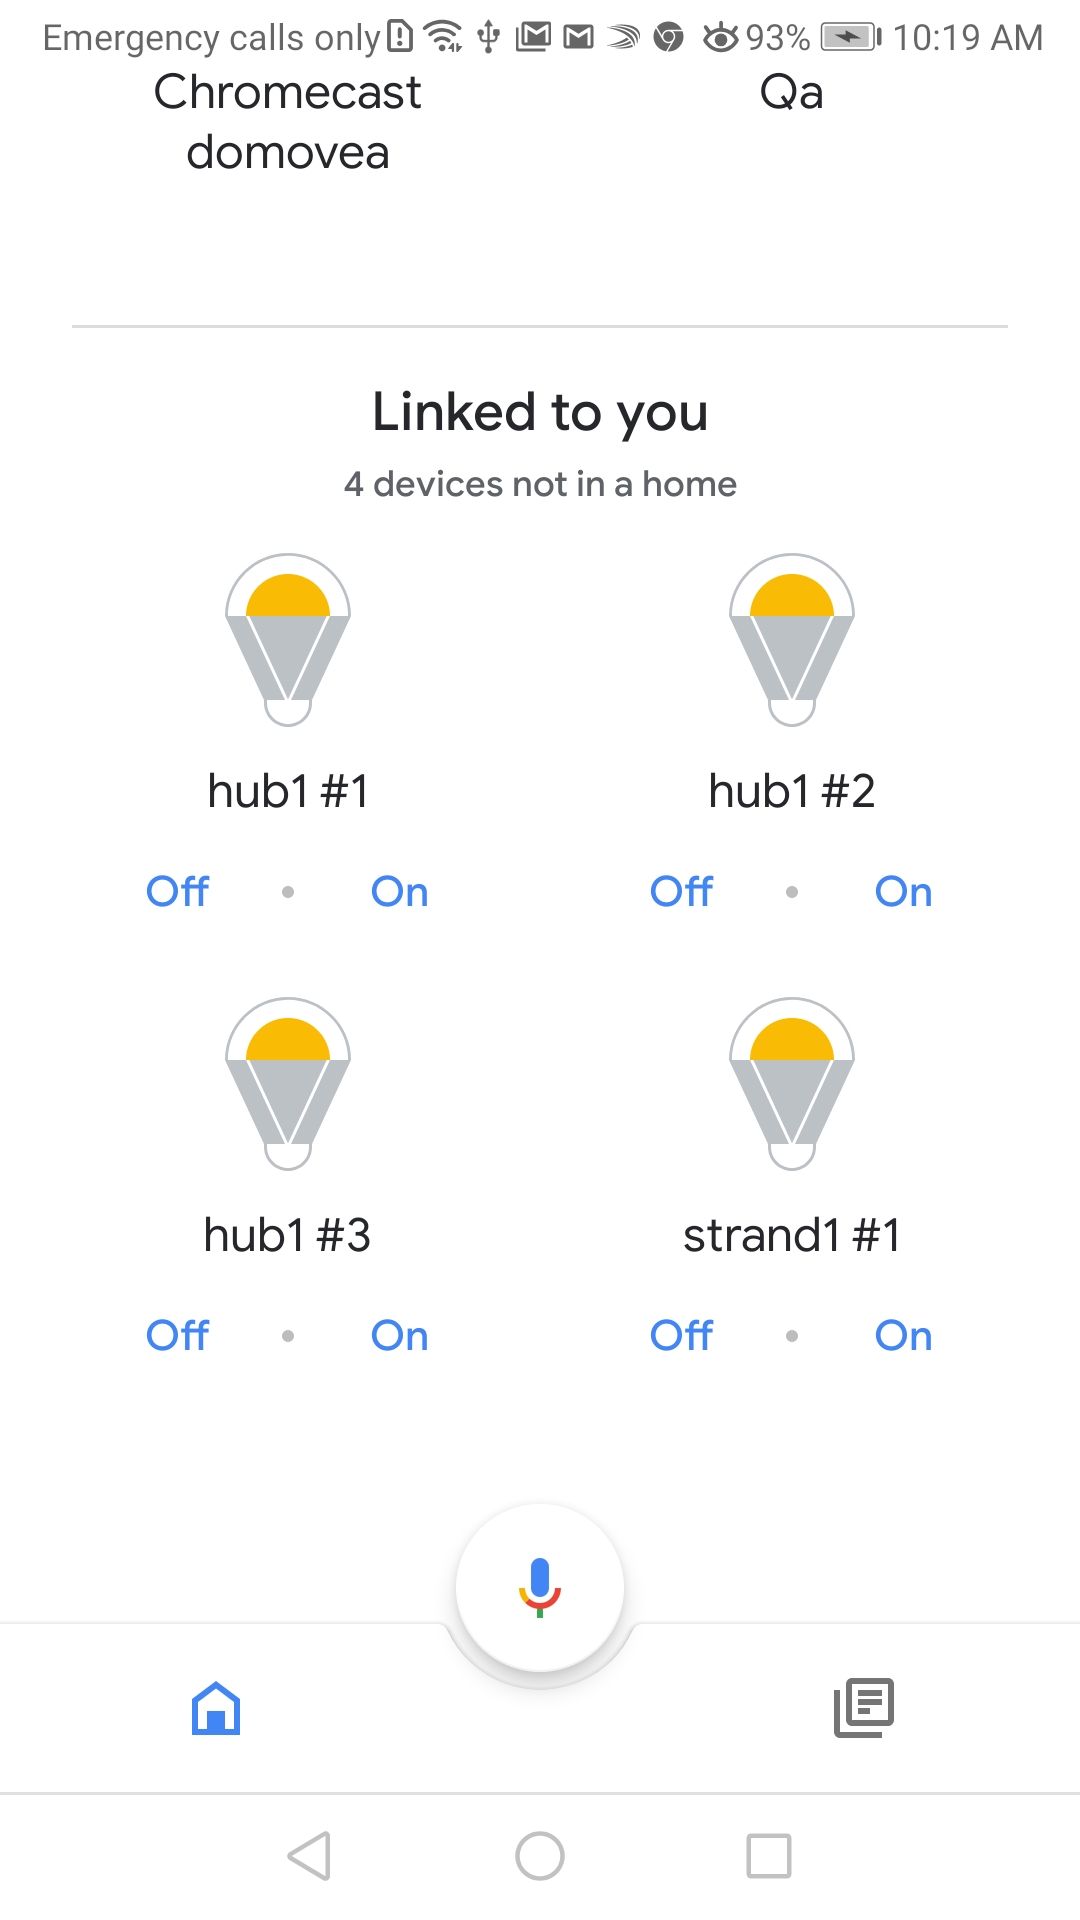 Emergency calls only 93% 10:19 AM
Chromecast domovea
Qa
Linked to you
4 devices not in a home
hub1 #1
hub1 #2
Off • On
Off • On
hub1 #3
strand1 #1
Off • On
Off • On